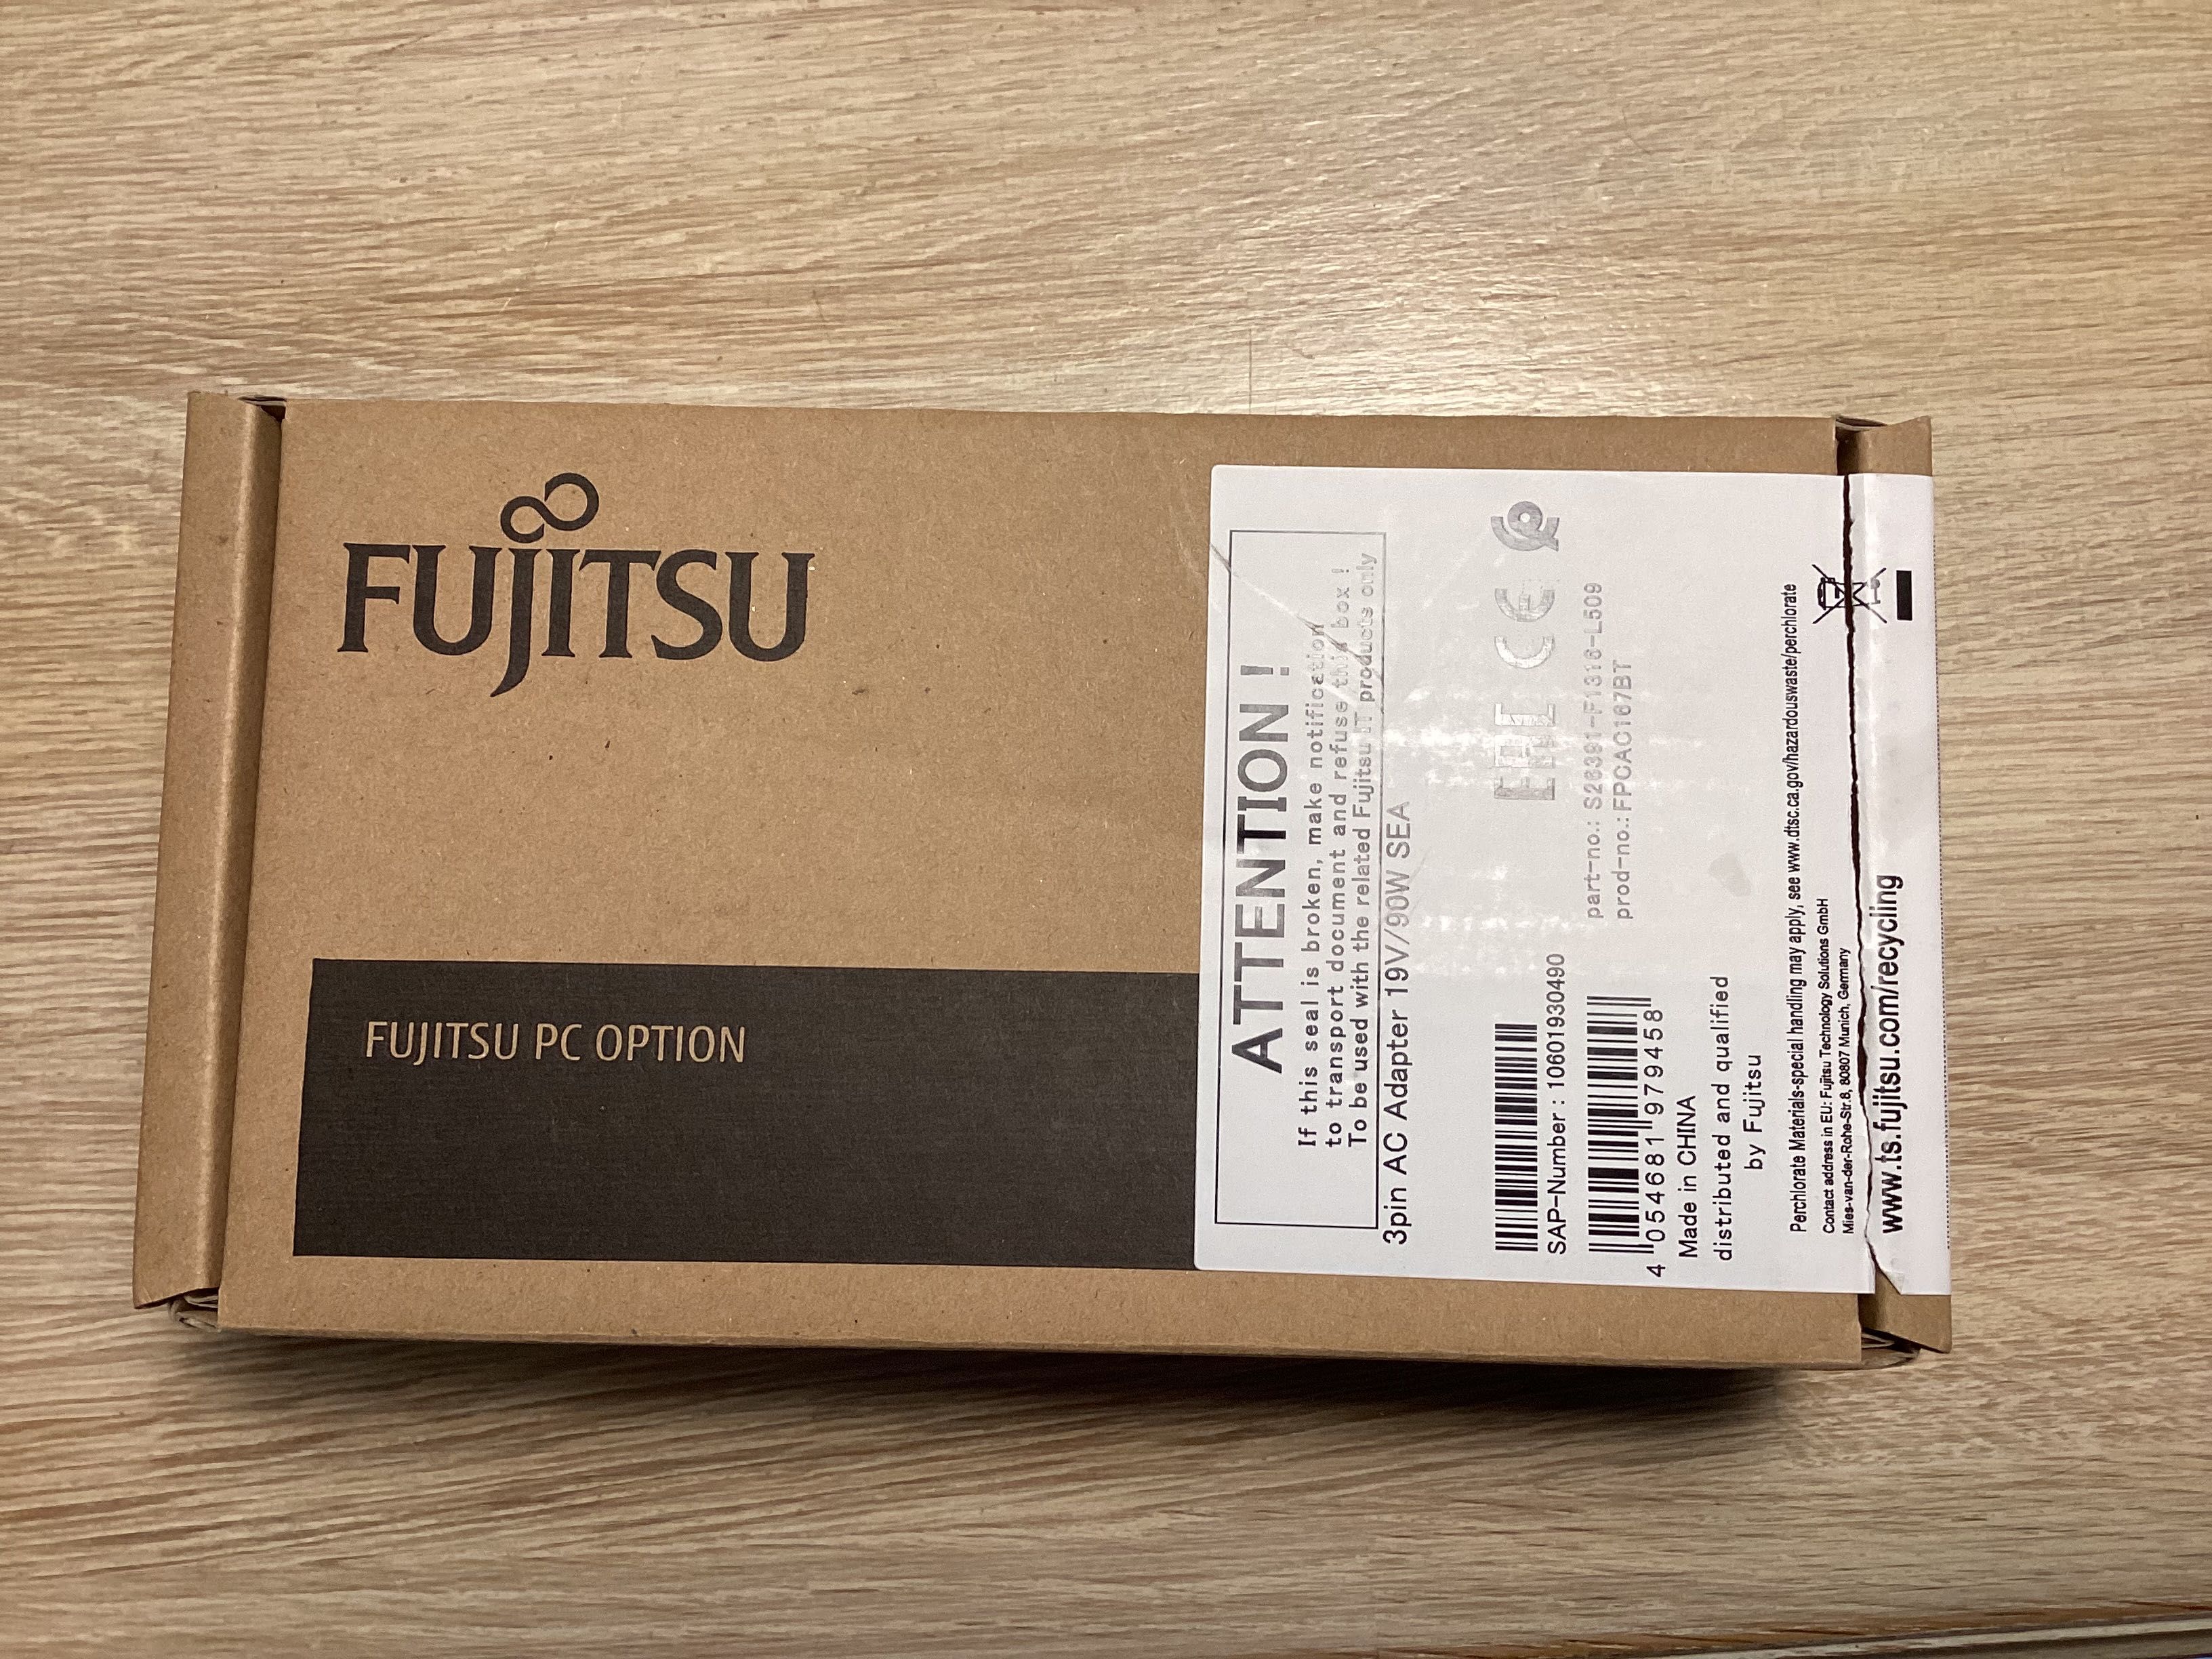 FUJITSU
FUJITSU PC OPTION
ATTENTION !
If this seal is broken, make notification
to transport document and refuse this box !
To be used with the related Fujitsu IT products only
3pin AC Adapter 19V/90W SEA
EAC CE
SAP-Number : 10601930490
part-no.: S26391-F1316-L509
prod-no.: FPCAC167BT
4 054681 979458
Made in CHINA
distributed and qualified
by Fujitsu
Perchlorate Materials-special handling may apply, see www.dtsc.ca.gov/hazardouswaste/perchlorate
Contact address in EU: Fujitsu Technology Solutions GmbH
Mies-van-der-Rohe-Str.8, 80807 Munich, Germany
www.ts.fujitsu.com/recycling